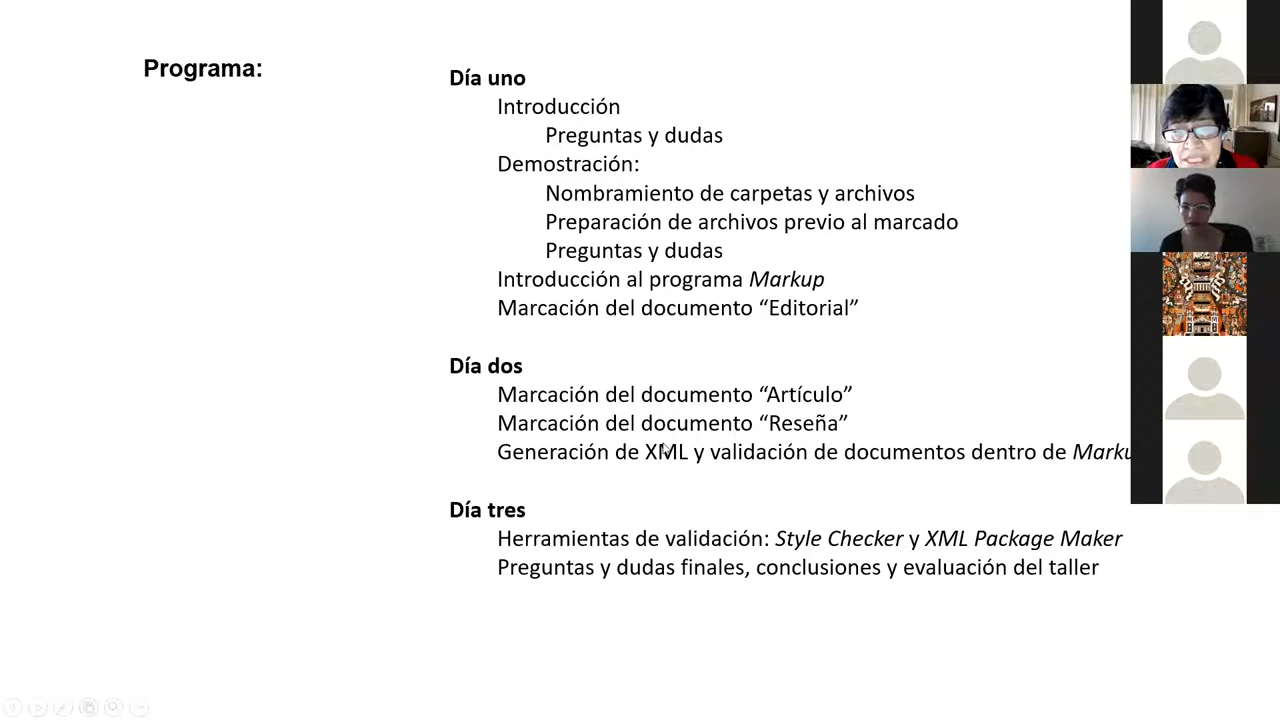 Programa:
Día uno
Introducción
Preguntas y dudas
Demostración:
Nombramiento de carpetas y archivos
Preparación de archivos previo al marcado
Preguntas y dudas
Introducción al programa Markup
Marcación del documento “Editorial”
Día dos
Marcación del documento “Artículo”
Marcación del documento “Reseña”
Generación de XML y validación de documentos dentro de
Día tres
Herramientas de validación: Style Checker y XML Package Maker
Preguntas y dudas finales, conclusiones y evaluación del taller